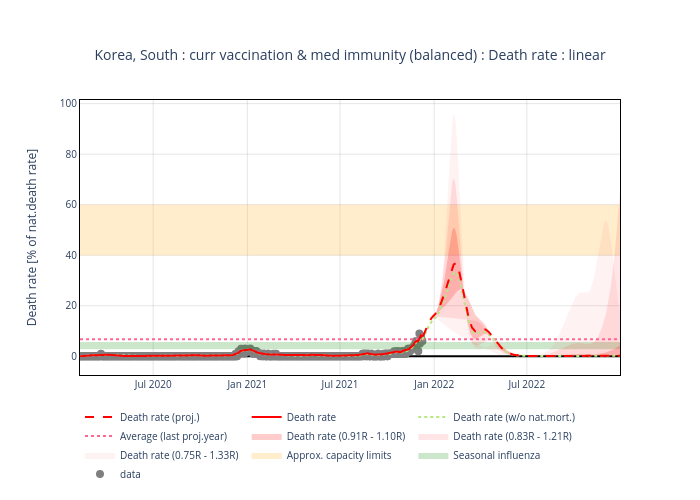 Korea, South : curr vaccination & med immunity (balanced) : Death rate : linear
Death rate [% of nat.death rate]
100
80
60
40
20
0
Jul 2020 Jan 2021 Jul 2021 Jan 2022 Jul 2022
Death rate (proj.) Death rate Death rate (w/o nat.mort.)
Average (last proj.year) Death rate (0.91R - 1.10R) Death rate (0.83R - 1.21R)
Death rate (0.75R - 1.33R) Approx. capacity limits Seasonal influenza
data